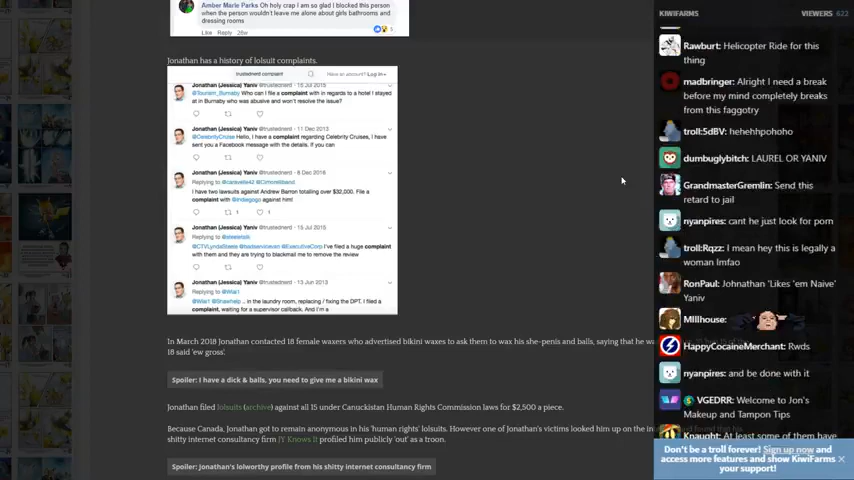 Amber Marie Parks Oh holy crap I am so glad I blocked this person
when the person wouldn't leave me alone about girls bathrooms and
dressing rooms
Like Reply 26w
5
Jonathan has a history of lolsuit complaints.
trustednerd complaint
Have an account? Log in
Jonathan (Jessica) Yaniv @trustednerd · 15 Jul 2015
@Tourism_Burnaby Who can I file a complaint with in regards to a hotel I stayed
at in Burnaby who was abusive and won't resolve the issue?
Jonathan (Jessica) Yaniv @trustednerd · 11 Dec 2013
@CelebrityCruise Hello, I have a complaint regarding Celebrity Cruises, I have
sent you a Facebook message with the details. If you can
Jonathan (Jessica) Yaniv @trustednerd · 6 Dec 2016
Replying to
I have two lawsuits against Andrew Barron totalling over $32,000. File a
complaint with @indiegogo against him!
1
1
Jonathan (Jessica) Yaniv @trustednerd · 15 Jul 2015
Replying to @steeletalk
@CTVLyndaSteele @ExecutiveCorp I've filed a huge complaint
with them and they are trying to blackmail me to remove the review
Jonathan (Jessica) Yaniv @trustednerd · 13 Jun 2013
Replying to
@Shawhelp .. in the laundry room, replacing / fixing the DPT. I filed a
complaint, waiting for a supervisor callback. And I'm a
In March 2018 Jonathan contacted 18 female waxers who advertised bikini waxes to ask them to wax his she-penis and balls, saying that he wa
18 said 'ew gross'.
Spoiler: I have a dick & balls, you need to give me a bikini wax
Jonathan filed lolsuits (archive) against all 15 under Canuckistan Human Rights Commission laws for $2,500 a piece.
Because Canada, Jonathan got to remain anonymous in his 'human rights' lolsuits. However one of Jonathan's victims looked him up on the in
shitty internet consultancy firm JY Knows It profiled him publicly 'out' as a troon.
Spoiler: Jonathan's lolworthy profile from his shitty internet consultancy firm
KIWIFARMS
VIEWERS 622
Rawburt: Helicopter Ride for this
thing
madbringer: Alright I need a break
before my mind completely breaks
from this faggotry
troll:5dBV: hehehhpohoho
dumbuglybitch: LAUREL OR YANIV
GrandmasterGremlin: Send this
retard to jail
nyanpires: cant he just look for porn
troll:Rqzz: I mean hey this is legally a
woman lmfao
RonPaul: Johnathan 'Likes 'em Naive'
Yaniv
Millhouse:
HappyCocaineMerchant: Rwds
nyanpires: and be done with it
VGEDRR: Welcome to Jon's
Makeup and Tampon Tips
Knaught: At least some of them have
Don't be a troll forever! Sign up now and
access more features and show KiwiFarms
your support!